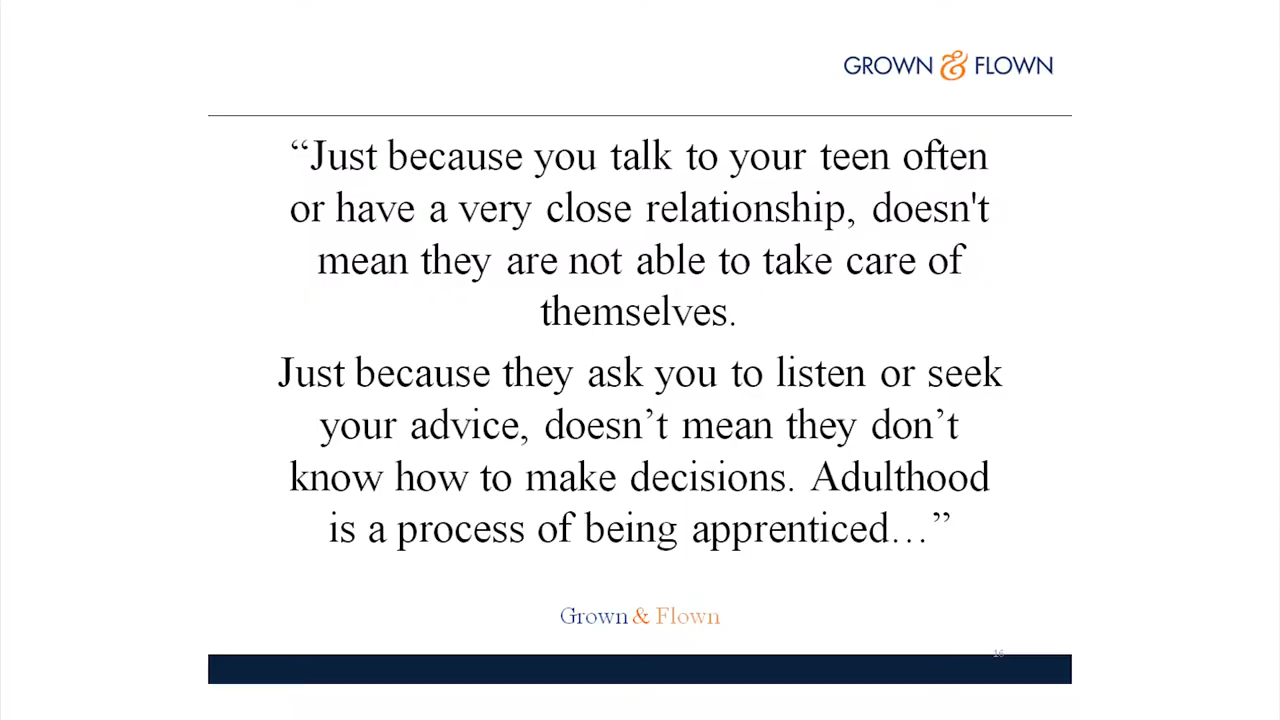 GROWN & FLOWN
“Just because you talk to your teen often
or have a very close relationship, doesn't
mean they are not able to take care of
themselves.
Just because they ask you to listen or seek
your advice, doesn’t mean they don’t
know how to make decisions. Adulthood
is a process of being apprenticed…”
Grown & Flown
16